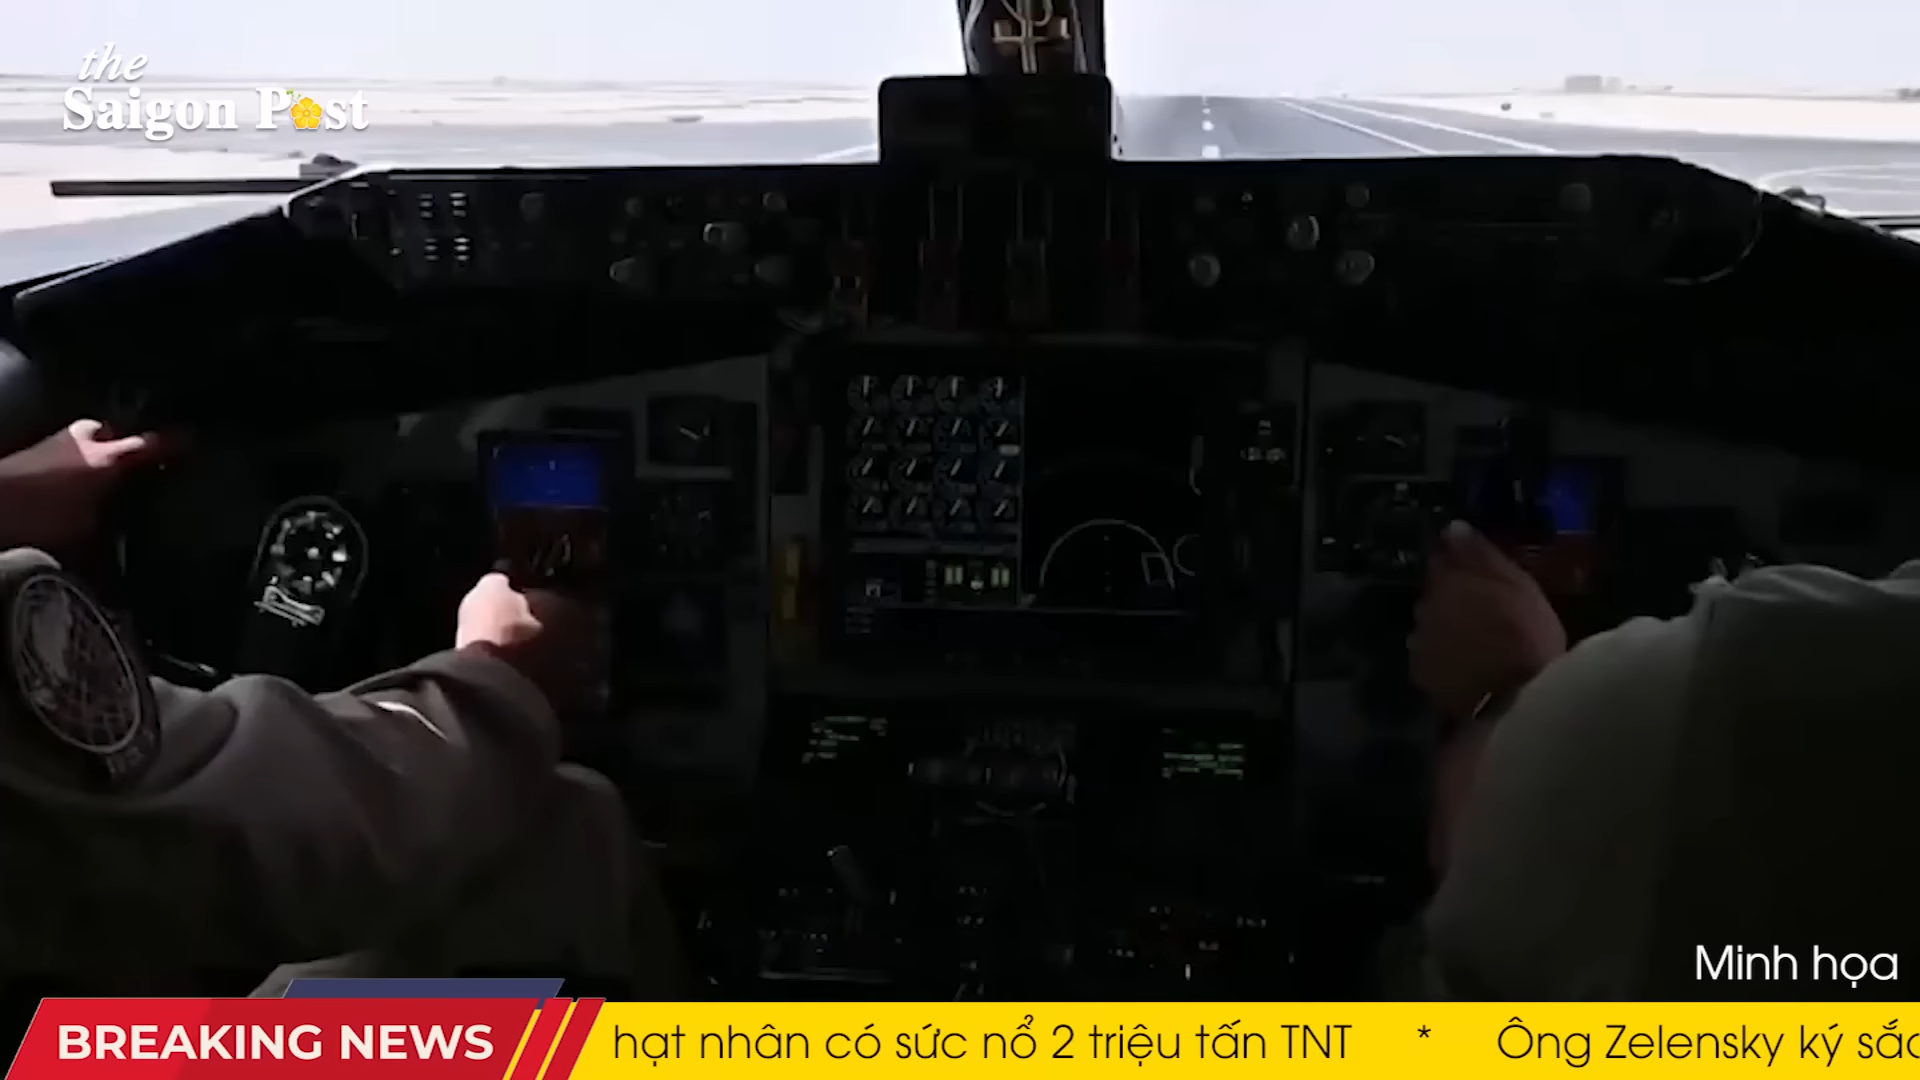 the
Saigon Post
Minh họa
BREAKING NEWS
hạt nhân có sức nổ 2 triệu tấn TNT * Ông Zelensky ký sắc